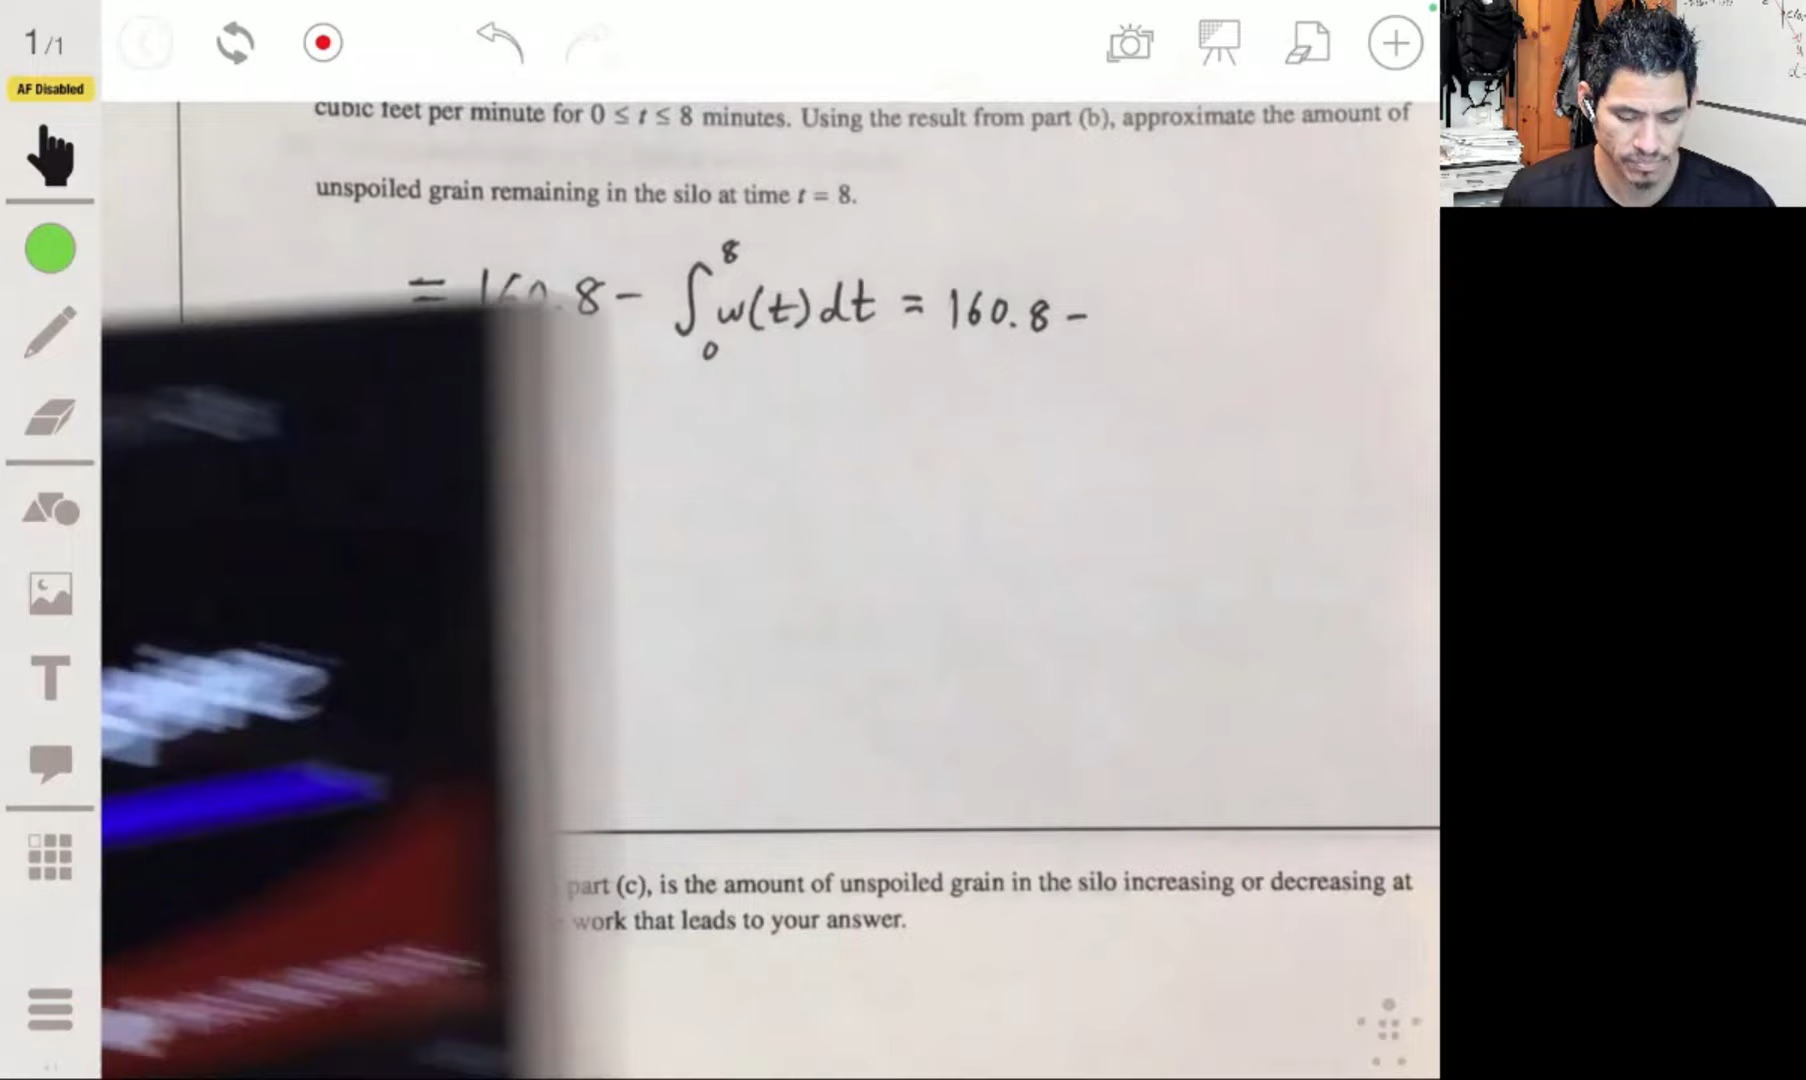 1/1
AF Disabled
cubic feet per minute for 0 ≤ t ≤ 8 minutes. Using the result from part (b), approximate the amount of
unspoiled grain remaining in the silo at time t = 8.
= 160.8 - ∫₀⁸ w(t) dt = 160.8 -
part (c), is the amount of unspoiled grain in the silo increasing or decreasing at
work that leads to your answer.
T